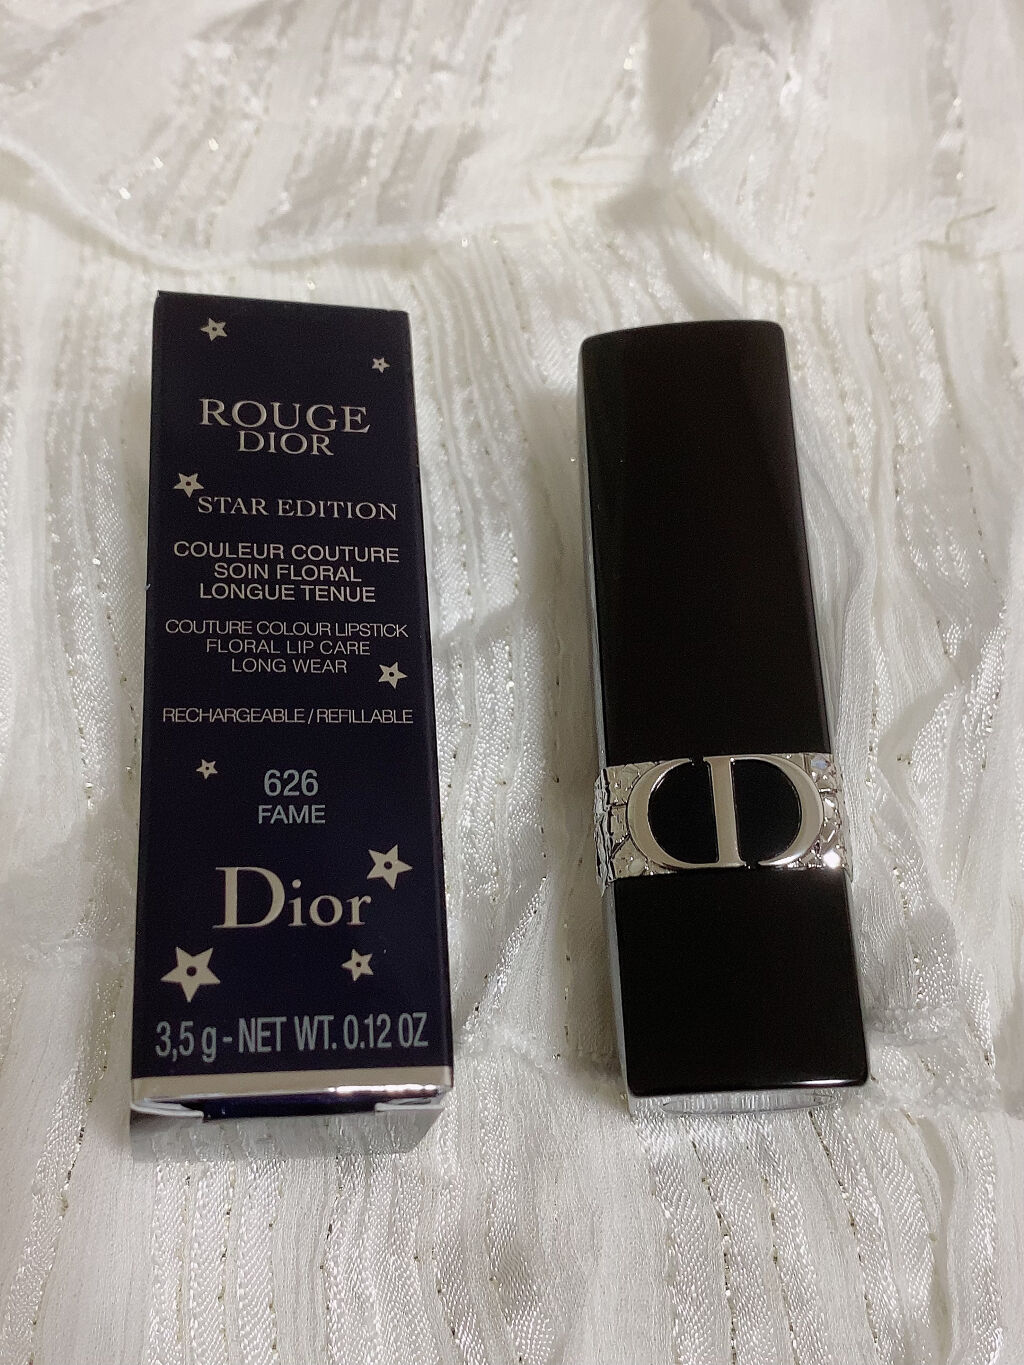 ROUGE
DIOR
STAR EDITION
COULEUR COUTURE
SOIN FLORAL
LONGUE TENUE
COUTURE COLOUR LIPSTICK
FLORAL LIP CARE
LONG WEAR
RECHARGEABLE / REFILLABLE
626
FAME
Dior
3,5 g - NET WT. 0.12 OZ
CD